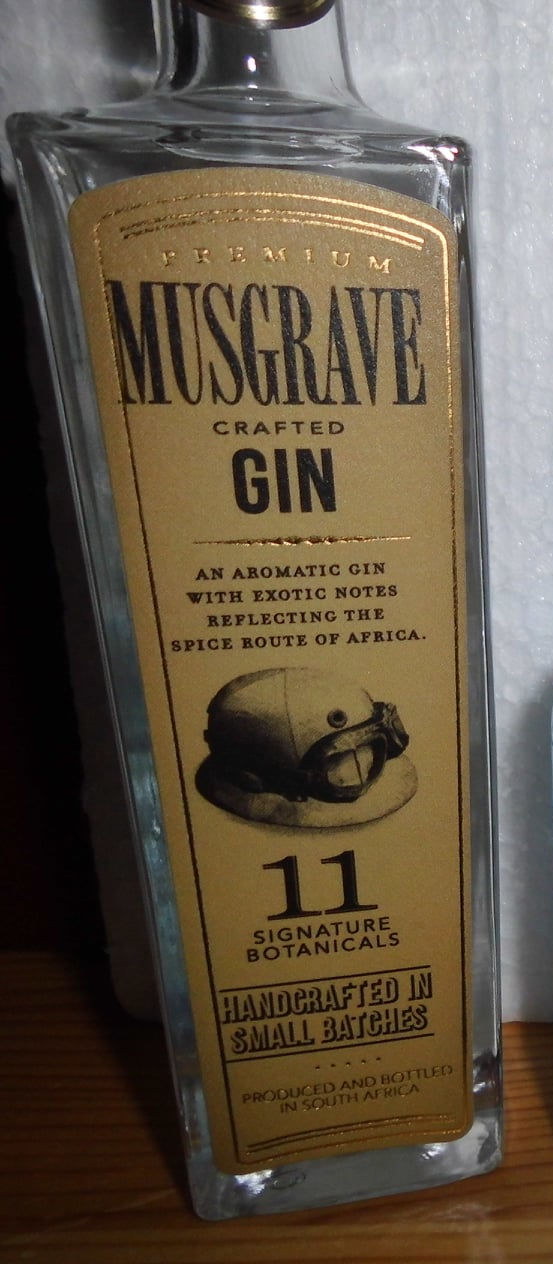 PREMIUM
MUSGRAVE
CRAFTED
GIN
AN AROMATIC GIN
WITH EXOTIC NOTES
REFLECTING THE
SPICE ROUTE OF AFRICA.
11
SIGNATURE
BOTANICALS
HANDCRAFTED IN
SMALL BATCHES
PRODUCED AND BOTTLED
IN SOUTH AFRICA